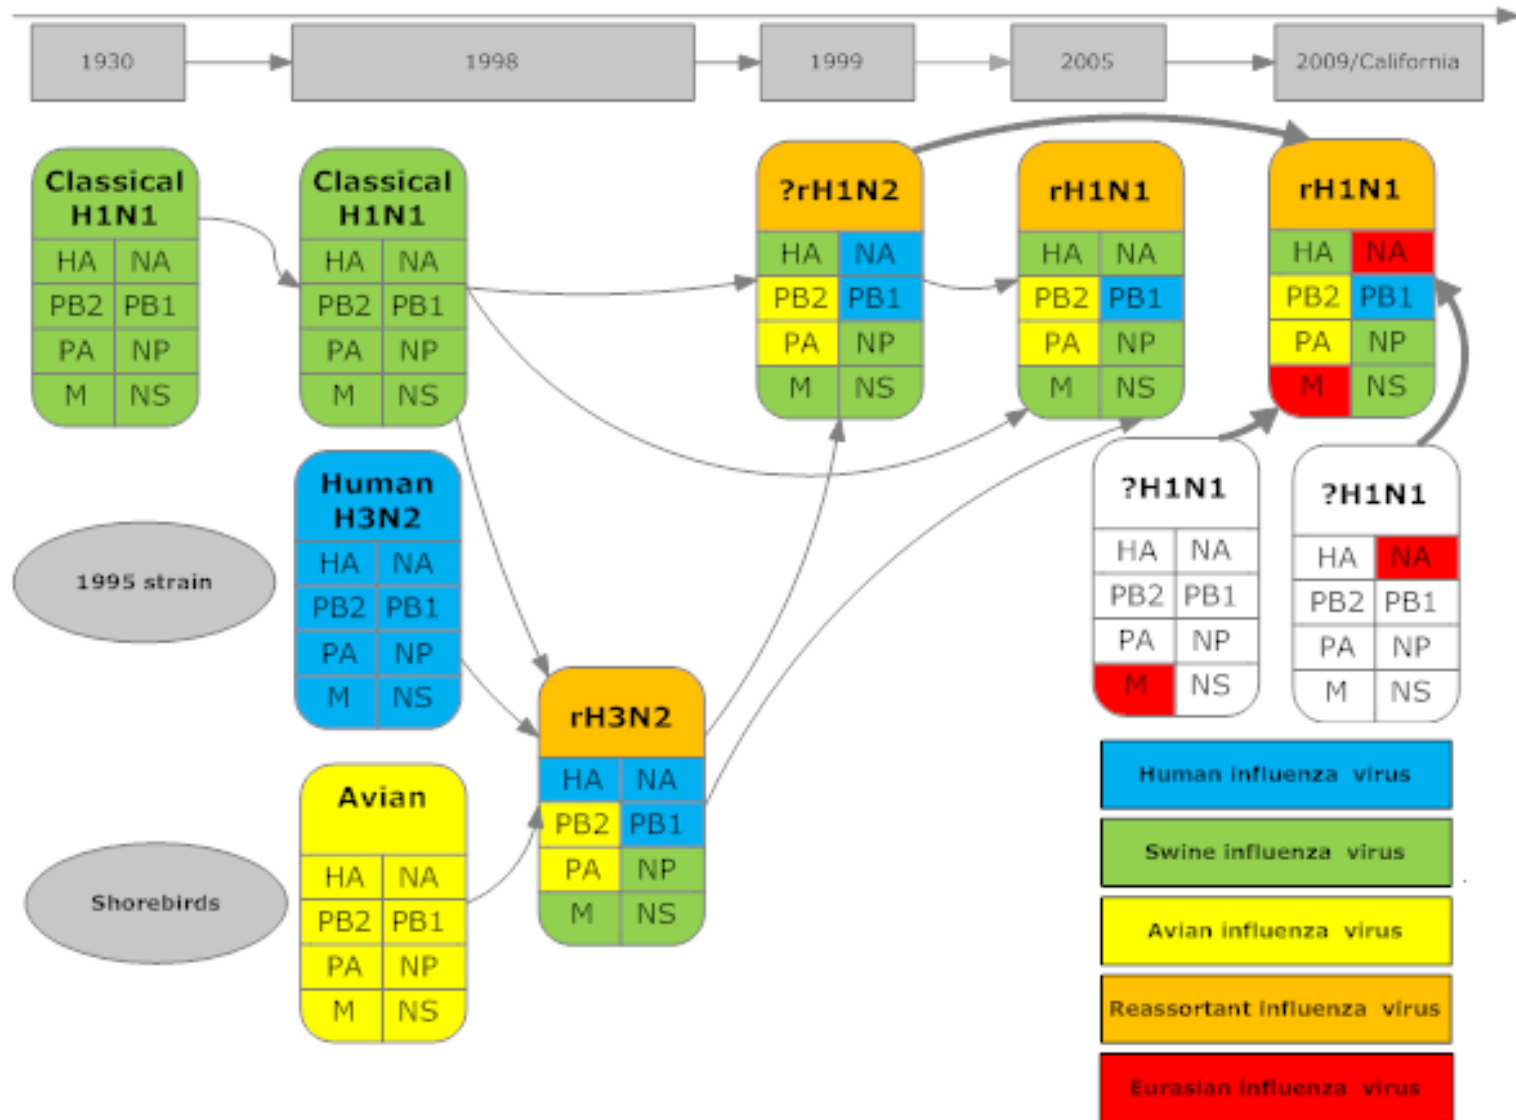 1930
1998
1999
2005
2009/California
Classical
H1N1
HA NA
PB2 PB1
PA NP
M NS
Classical
H1N1
HA NA
PB2 PB1
PA NP
M NS
?rH1N2
HA NA
PB2 PB1
PA NP
M NS
rH1N1
HA NA
PB2 PB1
PA NP
M NS
rH1N1
HA NA
PB2 PB1
PA NP
M NS
1995 strain
Human
H3N2
HA NA
PB2 PB1
PA NP
M NS
?H1N1
HA NA
PB2 PB1
PA NP
M NS
?H1N1
HA NA
PB2 PB1
PA NP
M NS
rH3N2
HA NA
PB2 PB1
PA NP
M NS
Shorebirds
Avian
HA NA
PB2 PB1
PA NP
M NS
Human influenza virus
Swine influenza virus
Avian influenza virus
Reassortant influenza virus
Eurasian influenza virus